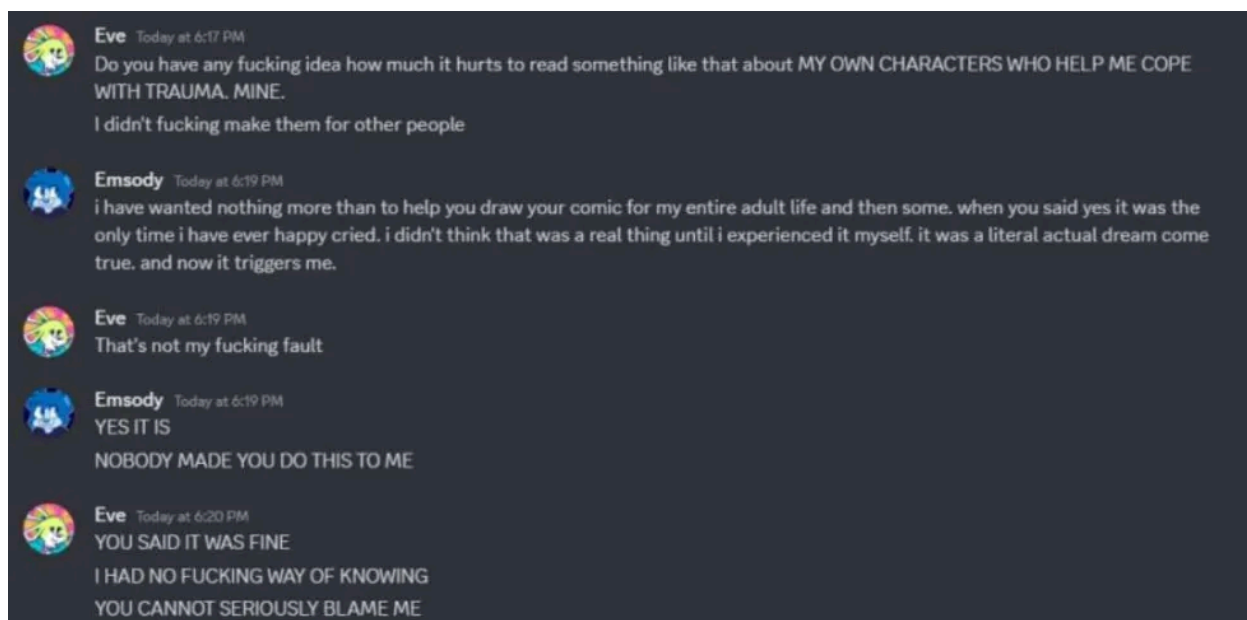 Eve Today at 6:17 PM
Do you have any fucking idea how much it hurts to read something like that about MY OWN CHARACTERS WHO HELP ME COPE
WITH TRAUMA. MINE.
I didn't fucking make them for other people
Emsody Today at 6:19 PM
i have wanted nothing more than to help you draw your comic for my entire adult life and then some. when you said yes it was the
only time i have ever happy cried. i didn't think that was a real thing until i experienced it myself. it was a literal actual dream come
true. and now it triggers me.
Eve Today at 6:19 PM
That's not my fucking fault
Emsody Today at 6:19 PM
YES IT IS
NOBODY MADE YOU DO THIS TO ME
Eve Today at 6:20 PM
YOU SAID IT WAS FINE
I HAD NO FUCKING WAY OF KNOWING
YOU CANNOT SERIOUSLY BLAME ME